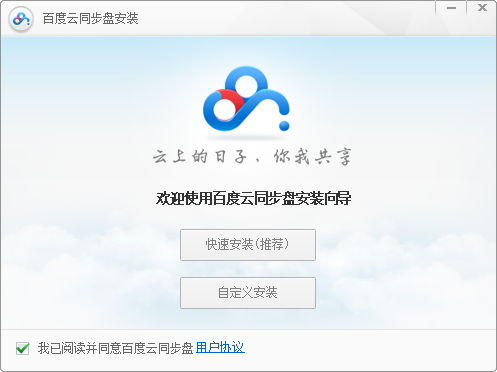 百度云同步盘安装
云上的日子，你我共享
欢迎使用百度云同步盘安装向导
快速安装(推荐)
自定义安装
我已阅读并同意百度云同步盘 用户协议